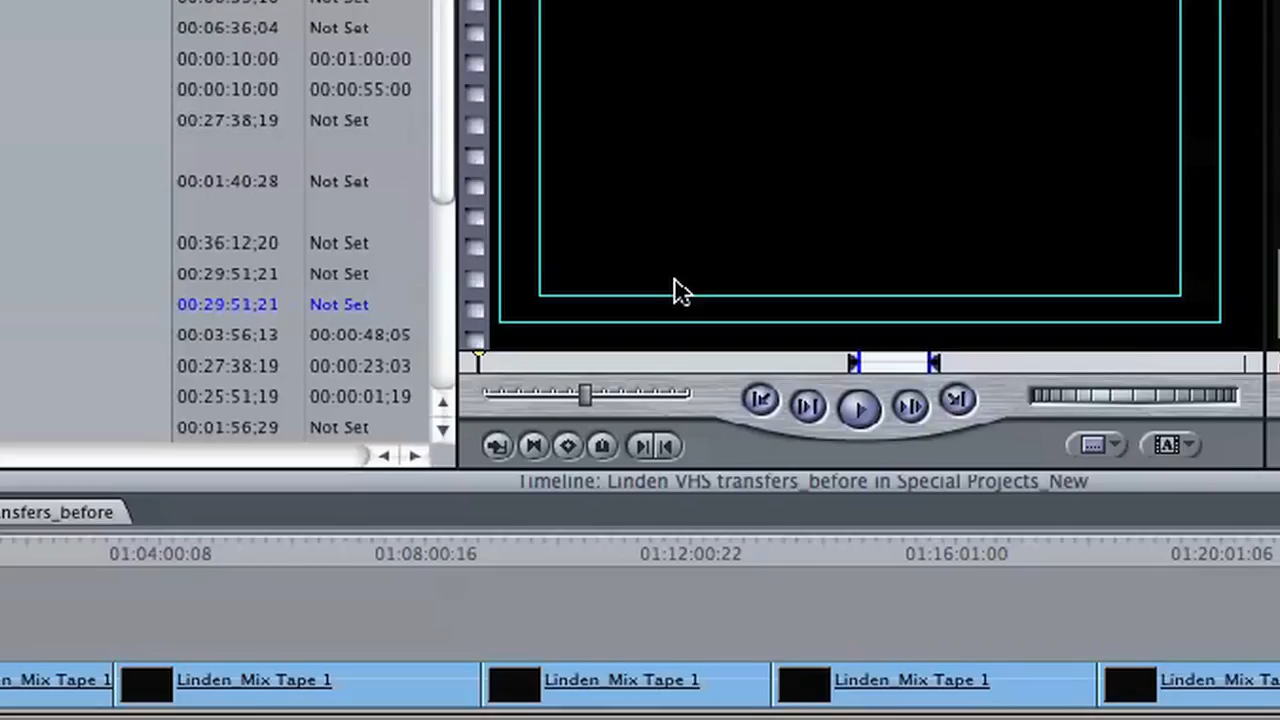 00:06:36;04 Not Set
00:00:10:00 00:01:00:00
00:00:10:00 00:00:55:00
00:27:38;19 Not Set
00:01:40:28 Not Set
00:36:12;20 Not Set
00:29:51;21 Not Set
00:29:51;21 Not Set
00:03:56;13 00:00:48;05
00:27:38;19 00:00:23;03
00:25:51;19 00:00:01;19
00:01:56;29 Not Set
Timeline: Linden VHS transfers_before in Special Projects_New
nsfers_before
01:04:00:08 01:08:00:16 01:12:00:22 01:16:01:00 01:20:01:06
n_Mix Tape 1 Linden_Mix Tape 1 Linden_Mix Tape 1 Linden_Mix Tape 1 Linden_Mix Ta